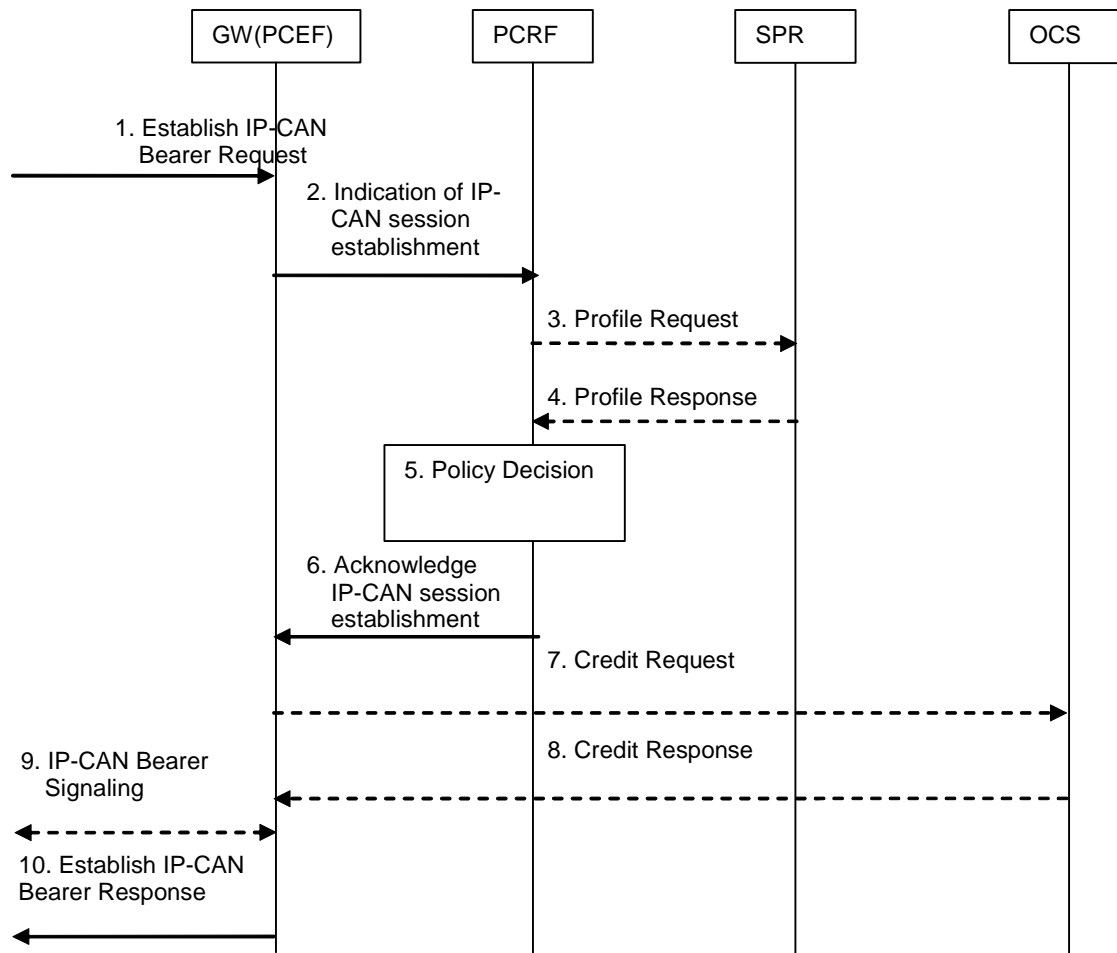 GW(PCEF)
PCRF
SPR
OCS
1. Establish IP-CAN
Bearer Request
2. Indication of IP-
CAN session
establishment
3. Profile Request
4. Profile Response
5. Policy Decision
6. Acknowledge
IP-CAN session
establishment
7. Credit Request
8. Credit Response
9. IP-CAN Bearer
Signaling
10. Establish IP-CAN
Bearer Response